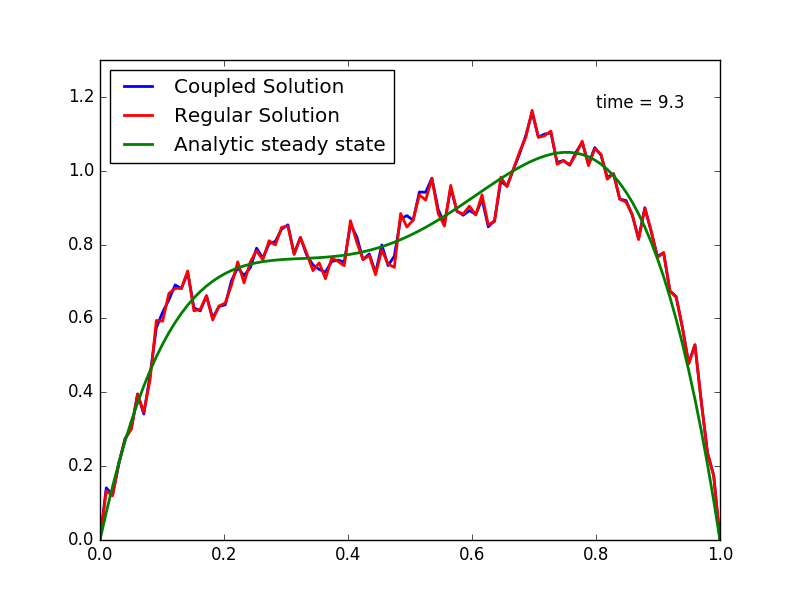 Coupled Solution
Regular Solution
Analytic steady state
time = 9.3
1.2
1.0
0.8
0.6
0.4
0.2
0.0
0.0 0.2 0.4 0.6 0.8 1.0